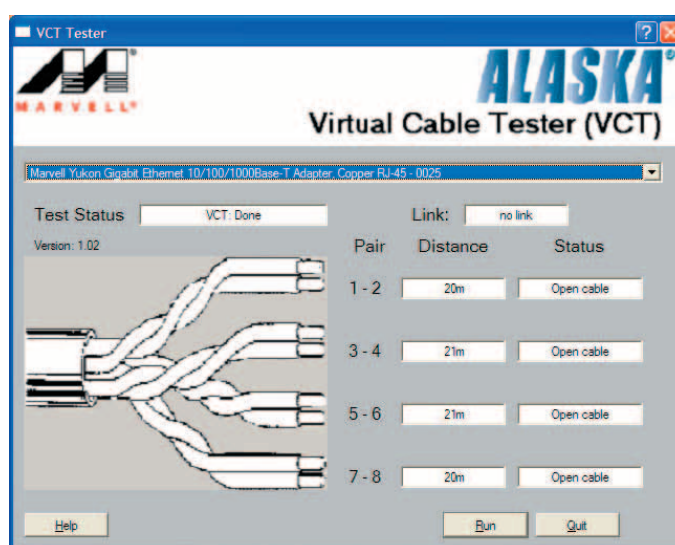 VCT Tester
MARVELL®
ALASKA®
Virtual Cable Tester (VCT)
Marvell Yukon Gigabit Ethernet 10/100/1000Base-T Adapter, Copper RJ-45 - 0025
Test Status VCT: Done Link: no link
Version: 1.02 Pair Distance Status
1 - 2 20m Open cable
3 - 4 21m Open cable
5 - 6 21m Open cable
7 - 8 20m Open cable
Help Run Quit